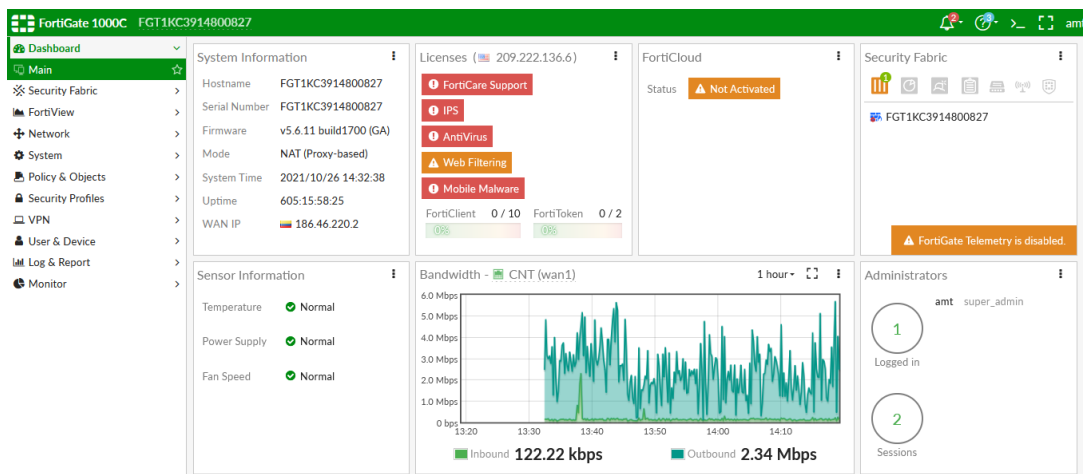 FortiGate 1000C FGT1KC3914800827
2 3 >_ amt
Dashboard
Main
Security Fabric
FortiView
Network
System
Policy & Objects
Security Profiles
VPN
User & Device
Log & Report
Monitor
System Information
Hostname FGT1KC3914800827
Serial Number FGT1KC3914800827
Firmware v5.6.11 build1700 (GA)
Mode NAT (Proxy-based)
System Time 2021/10/26 14:32:38
Uptime 605:15:58:25
WAN IP 186.46.220.2
Licenses ( 209.222.136.6)
FortiCare Support
IPS
AntiVirus
Web Filtering
Mobile Malware
FortiClient 0 / 10 FortiToken 0 / 2
0% 0%
FortiCloud
Status Not Activated
Security Fabric
1
FGT1KC3914800827
FortiGate Telemetry is disabled.
Sensor Information
Temperature Normal
Power Supply Normal
Fan Speed Normal
Bandwidth - CNT (wan1) 1 hour
6.0 Mbps
5.0 Mbps
4.0 Mbps
3.0 Mbps
2.0 Mbps
1.0 Mbps
0 bps
13:20 13:30 13:40 13:50 14:00 14:10
Inbound 122.22 kbps Outbound 2.34 Mbps
Administrators
amt super_admin
1
Logged in
2
Sessions